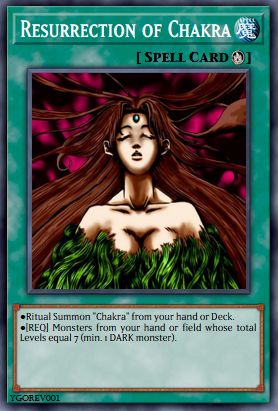 Resurrection of Chakra 魔
[ Spell Card ]
●Ritual Summon "Chakra" from your hand or Deck.
●[REQ] Monsters from your hand or field whose total
Levels equal 7 (min. 1 DARK monster).
YGOREV001